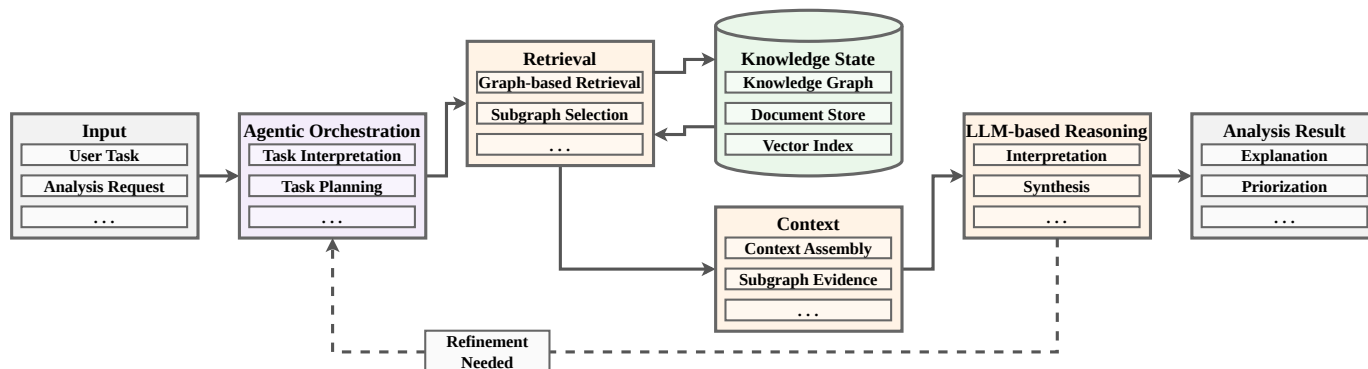 Input
User Task
Analysis Request
. . .
Agentic Orchestration
Task Interpretation
Task Planning
. . .
Retrieval
Graph-based Retrieval
Subgraph Selection
. . .
Knowledge State
Knowledge Graph
Document Store
Vector Index
Context
Context Assembly
Subgraph Evidence
. . .
LLM-based Reasoning
Interpretation
Synthesis
. . .
Analysis Result
Explanation
Priorization
. . .
Refinement
Needed